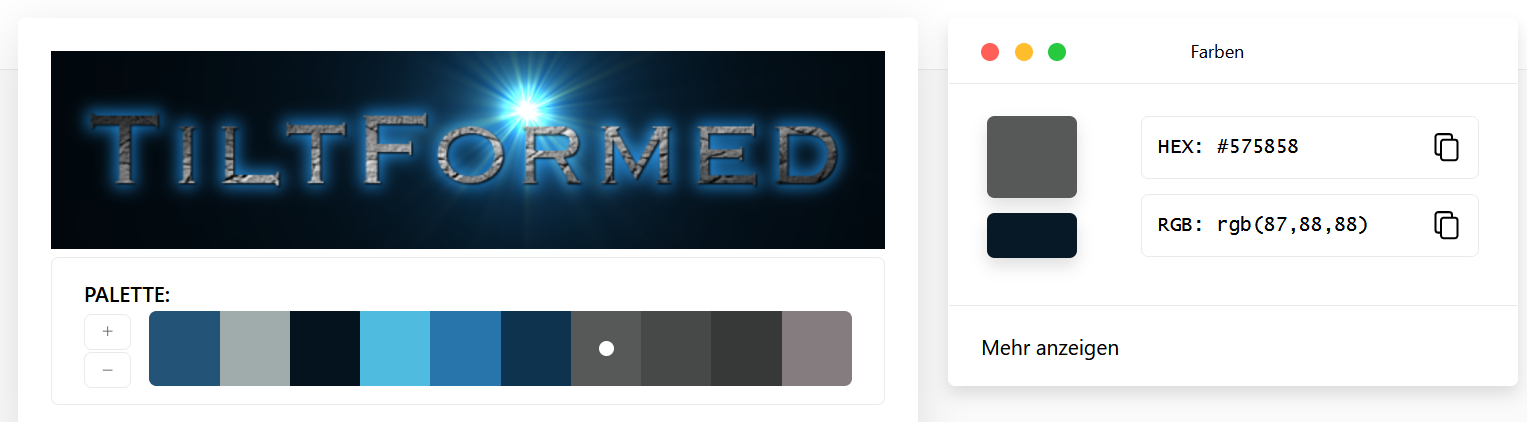 TiltFormed
PALETTE:
+
−
Farben
HEX: #575858
RGB: rgb(87,88,88)
Mehr anzeigen